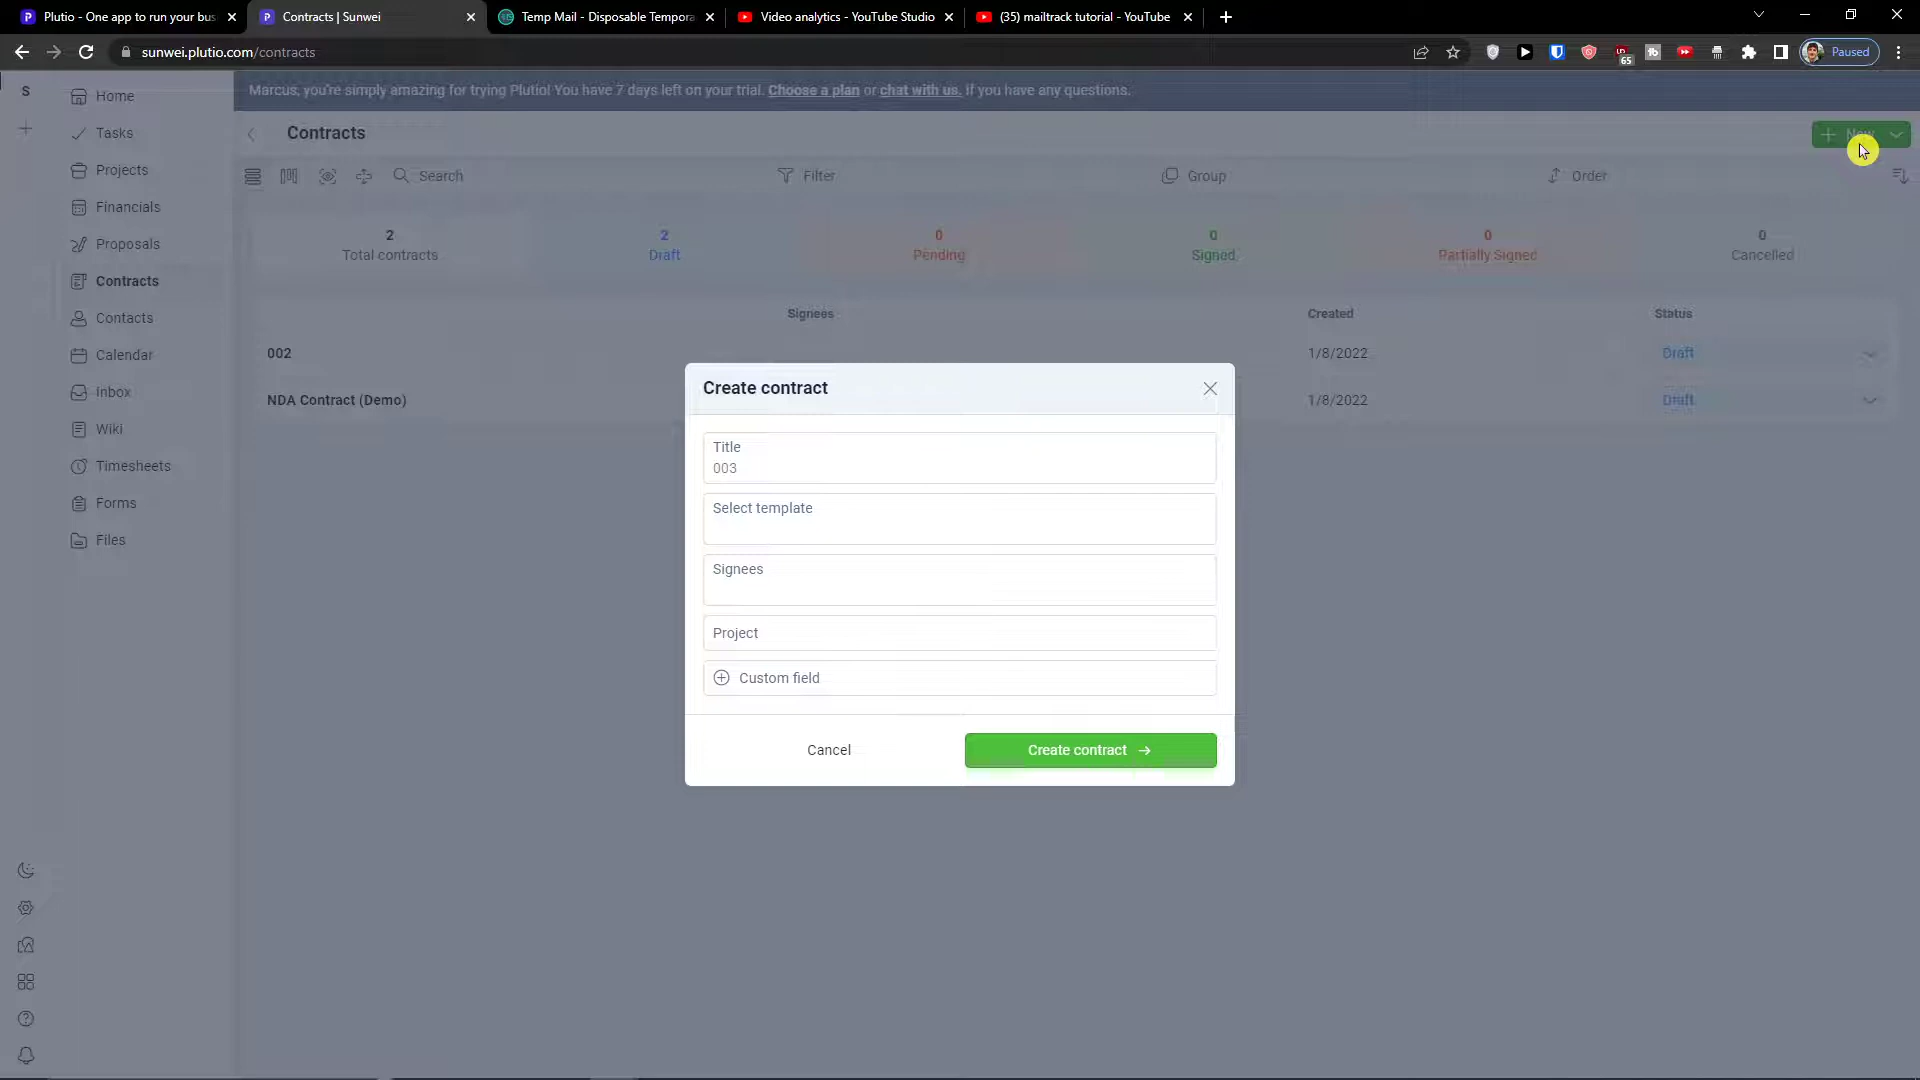 Plutio - One app to run your bus
Contracts | Sunwei
Temp Mail - Disposable Tempora
Video analytics - YouTube Studio
(35) mailtrack tutorial - YouTube
sunwei.plutio.com/contracts
65
Paused
S
Marcus, you're simply amazing for trying Plutio! You have 7 days left on your trial. Choose a plan or chat with us. if you have any questions.
Home
Tasks
Projects
Financials
Proposals
Contracts
Contacts
Calendar
Inbox
Wiki
Timesheets
Forms
Files
Contracts
New
Search
Filter
Group
Order
2
Total contracts
2
Draft
0
Pending
0
Signed
0
Partially Signed
0
Cancelled
Signees
Created
Status
002
1/8/2022
Draft
NDA Contract (Demo)
1/8/2022
Draft
Create contract
Title
003
Select template
Signees
Project
Custom field
Cancel
Create contract